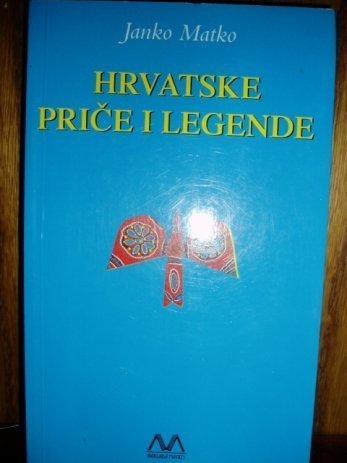 Janko Matko
HRVATSKE
PRIČE I LEGENDE